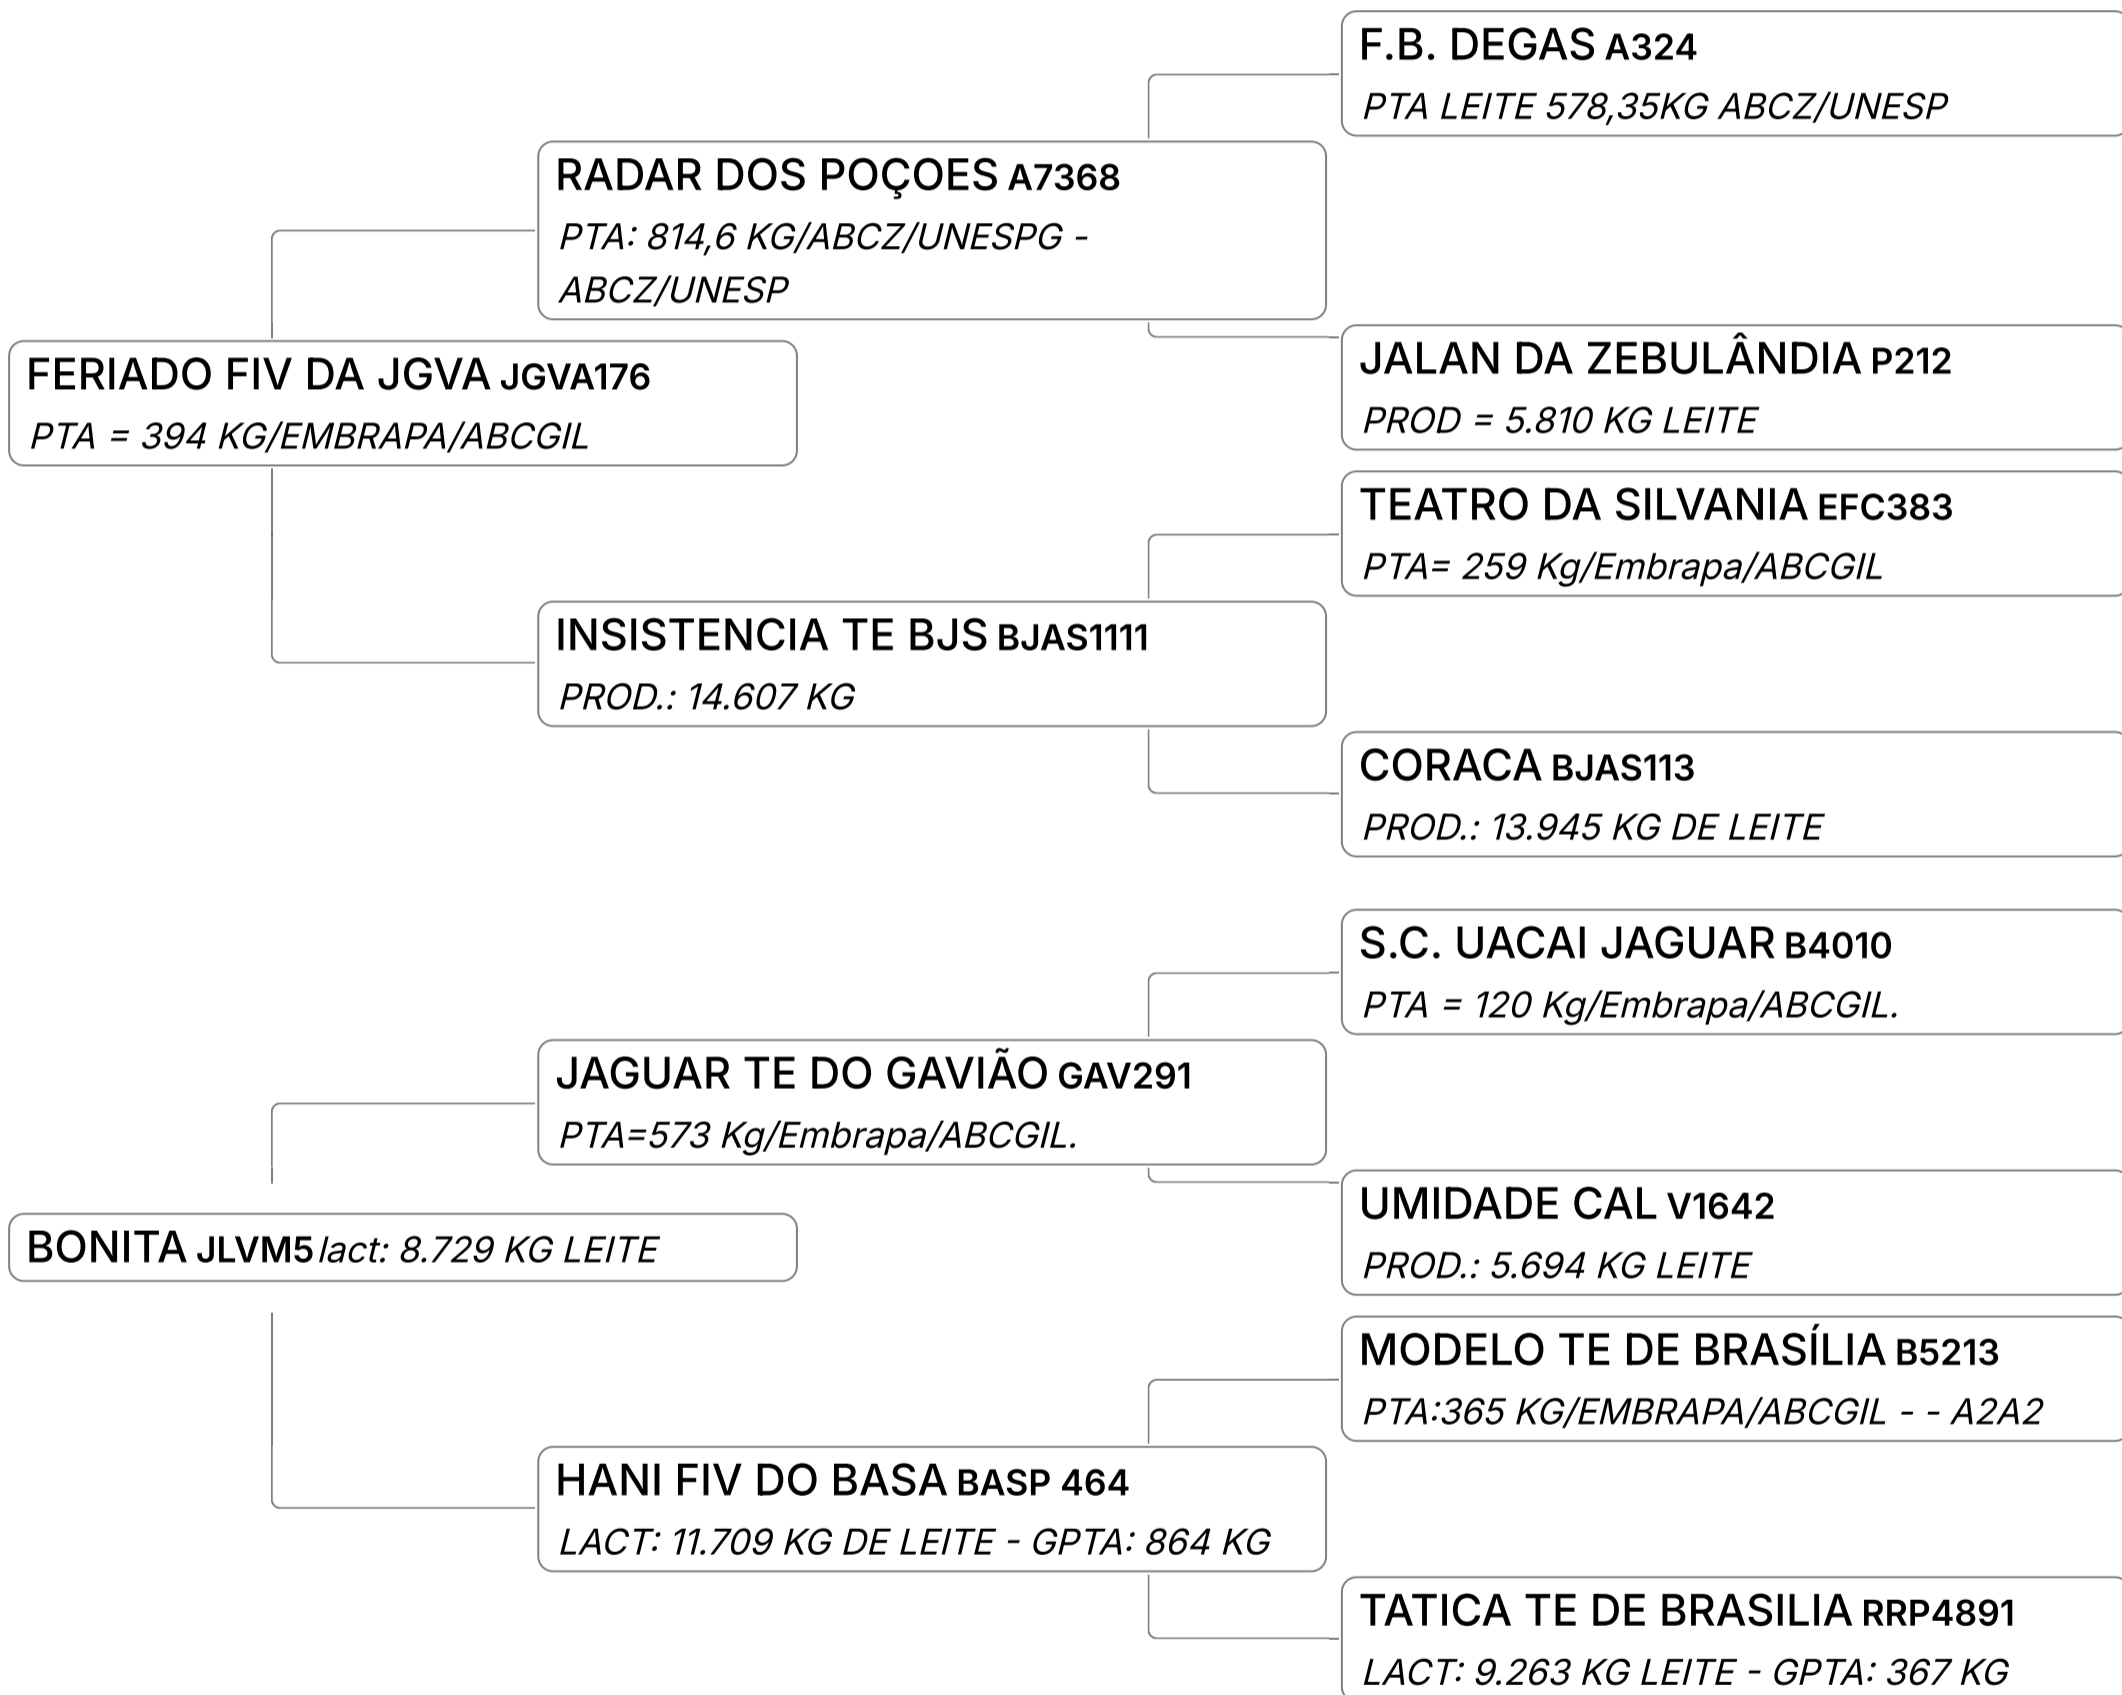 F.B. DEGAS A324
PTA LEITE 578,35KG ABCZ/UNESP
RADAR DOS POÇOES A7368
PTA: 814,6 KG/ABCZ/UNESPG -
ABCZ/UNESP
JALAN DA ZEBULÂNDIA P212
PROD = 5.810 KG LEITE
FERIADO FIV DA JGVA JGVA176
PTA = 394 KG/EMBRAPA/ABCGIL
TEATRO DA SILVANIA EFC383
PTA= 259 Kg/Embrapa/ABCGIL
INSISTENCIA TE BJS BJAS1111
PROD.: 14.607 KG
CORACA BJAS113
PROD.: 13.945 KG DE LEITE
S.C. UACAI JAGUAR B4010
PTA = 120 Kg/Embrapa/ABCGIL.
JAGUAR TE DO GAVIÃO GAV291
PTA=573 Kg/Embrapa/ABCGIL.
UMIDADE CAL V1642
PROD.: 5.694 KG LEITE
BONITA JLVM5 lact: 8.729 KG LEITE
MODELO TE DE BRASÍLIA B5213
PTA:365 KG/EMBRAPA/ABCGIL - - A2A2
HANI FIV DO BASA BASP 464
LACT: 11.709 KG DE LEITE - GPTA: 864 KG
TATICA TE DE BRASILIA RRP4891
LACT: 9.263 KG LEITE - GPTA: 367 KG